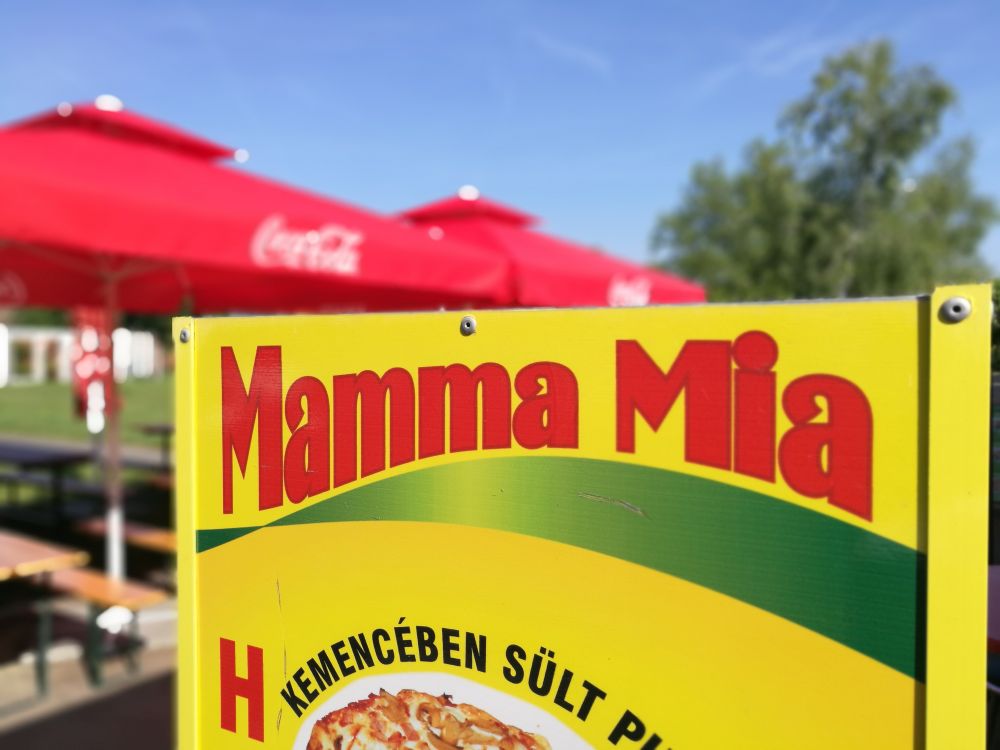 Coca-Cola
Coca-Cola
Mamma Mia
H
KEMENCÉBEN SÜLT